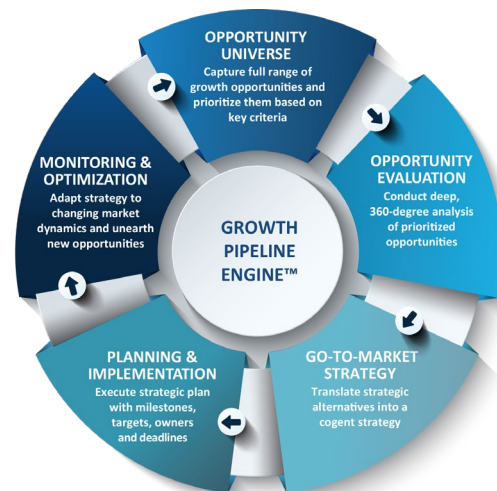 OPPORTUNITY
UNIVERSE
Capture full range of
growth opportunities and
prioritize them based on
key criteria
OPPORTUNITY
EVALUATION
Conduct deep,
360-degree analysis
of prioritized
opportunities
GO-TO-MARKET
STRATEGY
Translate strategic
alternatives into a
cogent strategy
PLANNING &
IMPLEMENTATION
Execute strategic plan
with milestones,
targets, owners
and deadlines
MONITORING &
OPTIMIZATION
Adapt strategy to
changing market
dynamics and unearth
new opportunities
GROWTH
PIPELINE
ENGINE™